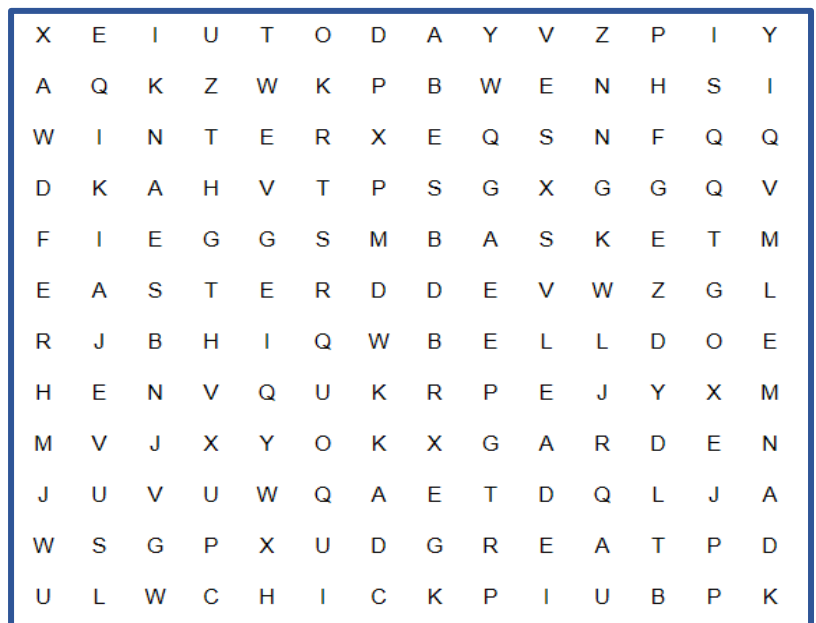 X E I U T O D A Y V Z P I Y
A Q K Z W K P B W E N H S I
W I N T E R X E Q S N F Q Q
D K A H V T P S G X G G Q V
F I E G G S M B A S K E T M
E A S T E R D D E V W Z G L
R J B H I Q W B E L L D O E
H E N V Q U K R P E J Y X M
M V J X Y O K X G A R D E N
J U V U W Q A E T D Q L J A
W S G P X U D G R E A T P D
U L W C H I C K P I U B P K